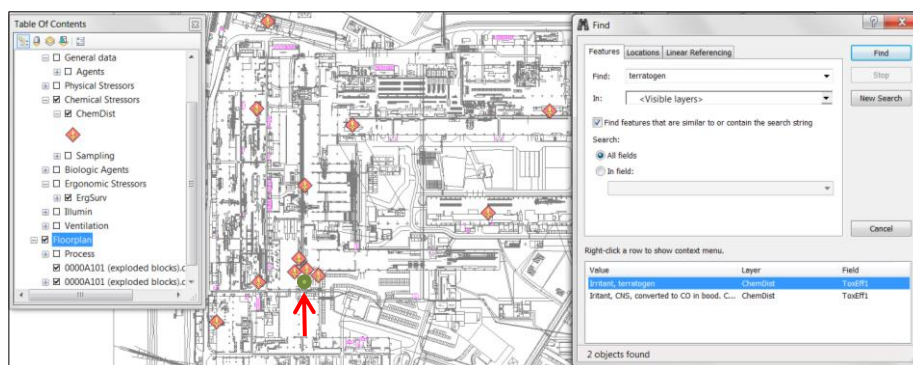 Table Of Contents
General data
Agents
Physical Stressors
Chemical Stressors
ChemDist
Sampling
Biologic Agents
Ergonomic Stressors
ErgSurv
Illumin
Ventilation
Floorplan
Process
0000A101 (exploded blocks).c
0000A101 (exploded blocks).c
Find
Features Locations Linear Referencing
Find: terratogen
In: <Visible layers>
Find features that are similar to or contain the search string
Search:
All fields
In field:
Find
Stop
New Search
Cancel
Right-click a row to show context menu.
Value Layer Field
Irritant, terratogen ChemDist ToxEff1
Iritant, CNS, converted to CO in bood. C... ChemDist ToxEff1
2 objects found